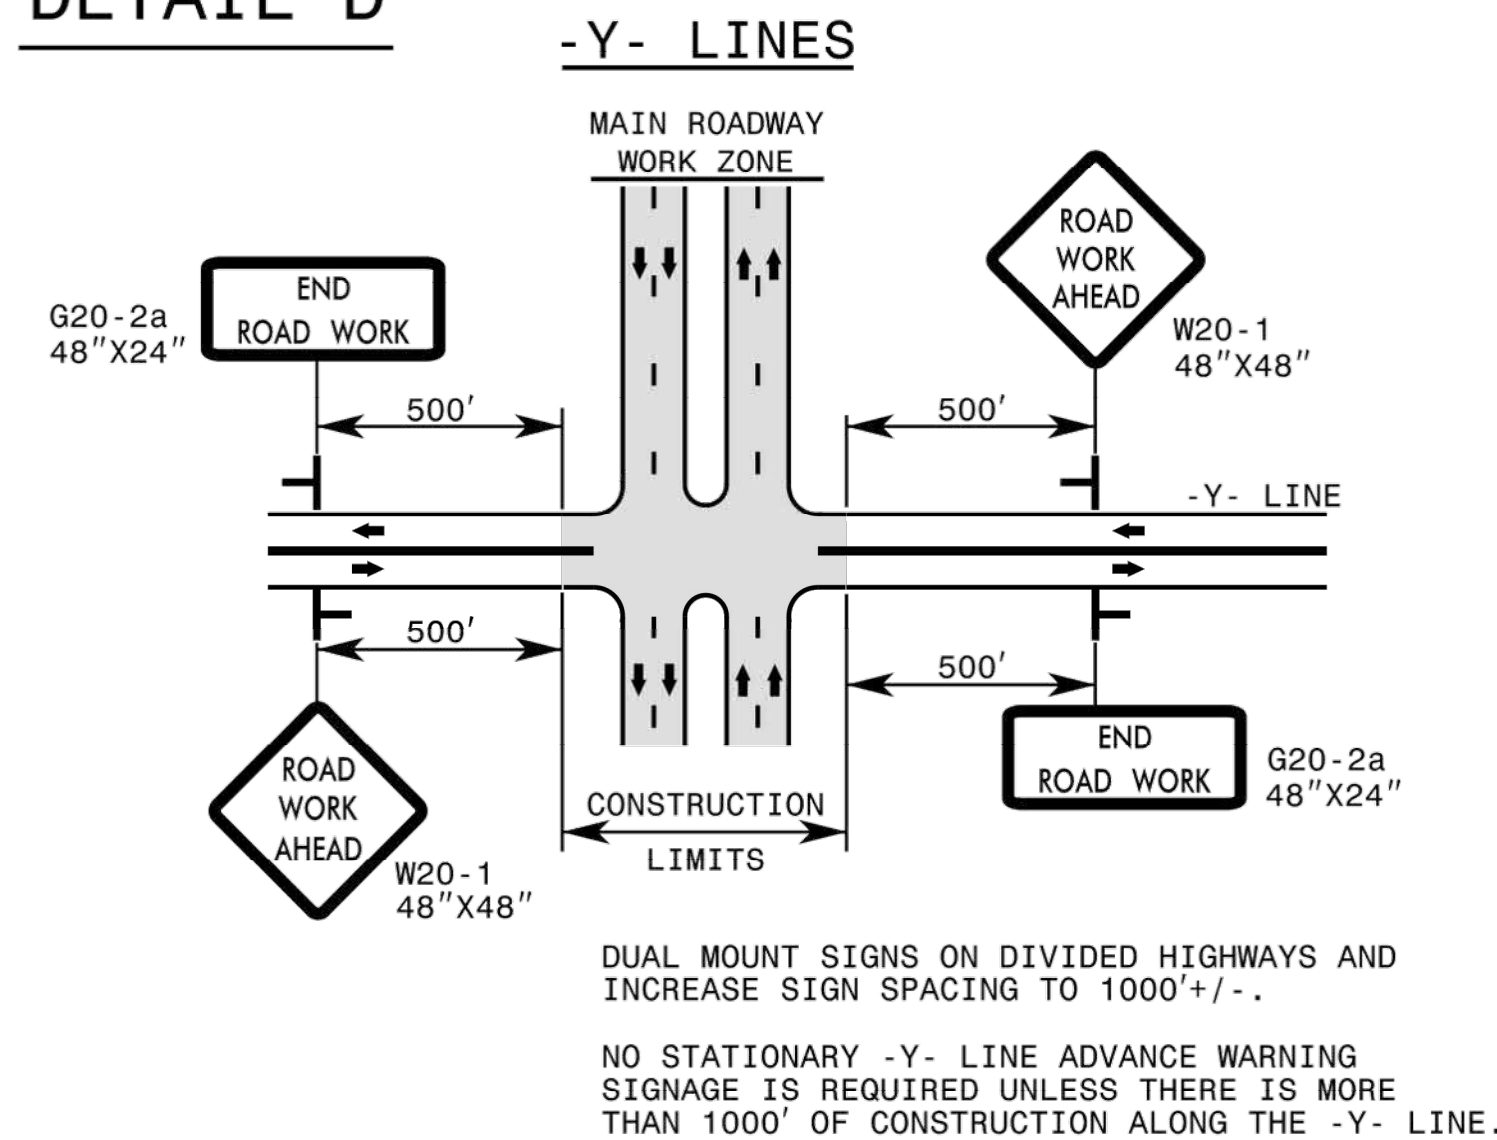 DETAIL D
-Y- LINES
MAIN ROADWAY
WORK ZONE
ROAD
WORK
AHEAD
W20-1
48"X48"
END
ROAD WORK
G20-2a
48"X24"
500'
500'
-Y- LINE
500'
500'
ROAD
WORK
AHEAD
W20-1
48"X48"
END
ROAD WORK
G20-2a
48"X24"
CONSTRUCTION
LIMITS
DUAL MOUNT SIGNS ON DIVIDED HIGHWAYS AND
INCREASE SIGN SPACING TO 1000'+/-.
NO STATIONARY -Y- LINE ADVANCE WARNING
SIGNAGE IS REQUIRED UNLESS THERE IS MORE
THAN 1000' OF CONSTRUCTION ALONG THE -Y- LINE.